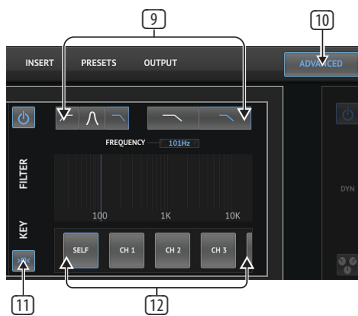 9
10
INSERT PRESETS OUTPUT ADVANCED
FREQUENCY 101Hz
FILTER
KEY
100 1K 10K
DYN
SELF CH 1 CH 2 CH 3
11
12